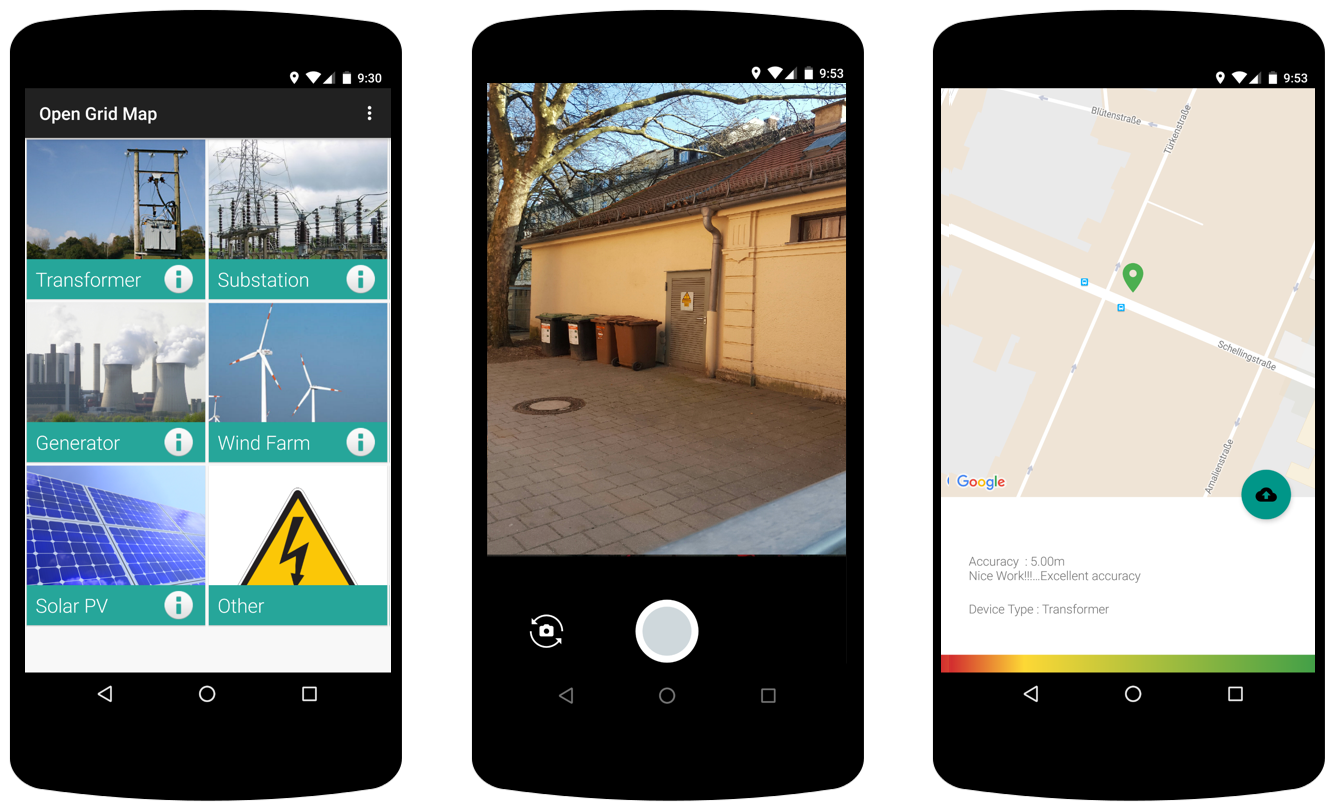 9:30
Open Grid Map
Transformer
Substation
Generator
Wind Farm
Solar PV
Other
9:53
9:53
Blütenstraße
Türkenstraße
Schellingstraße
Amalienstraße
Google
Accuracy : 5.00m
Nice Work!!!...Excellent accuracy
Device Type : Transformer